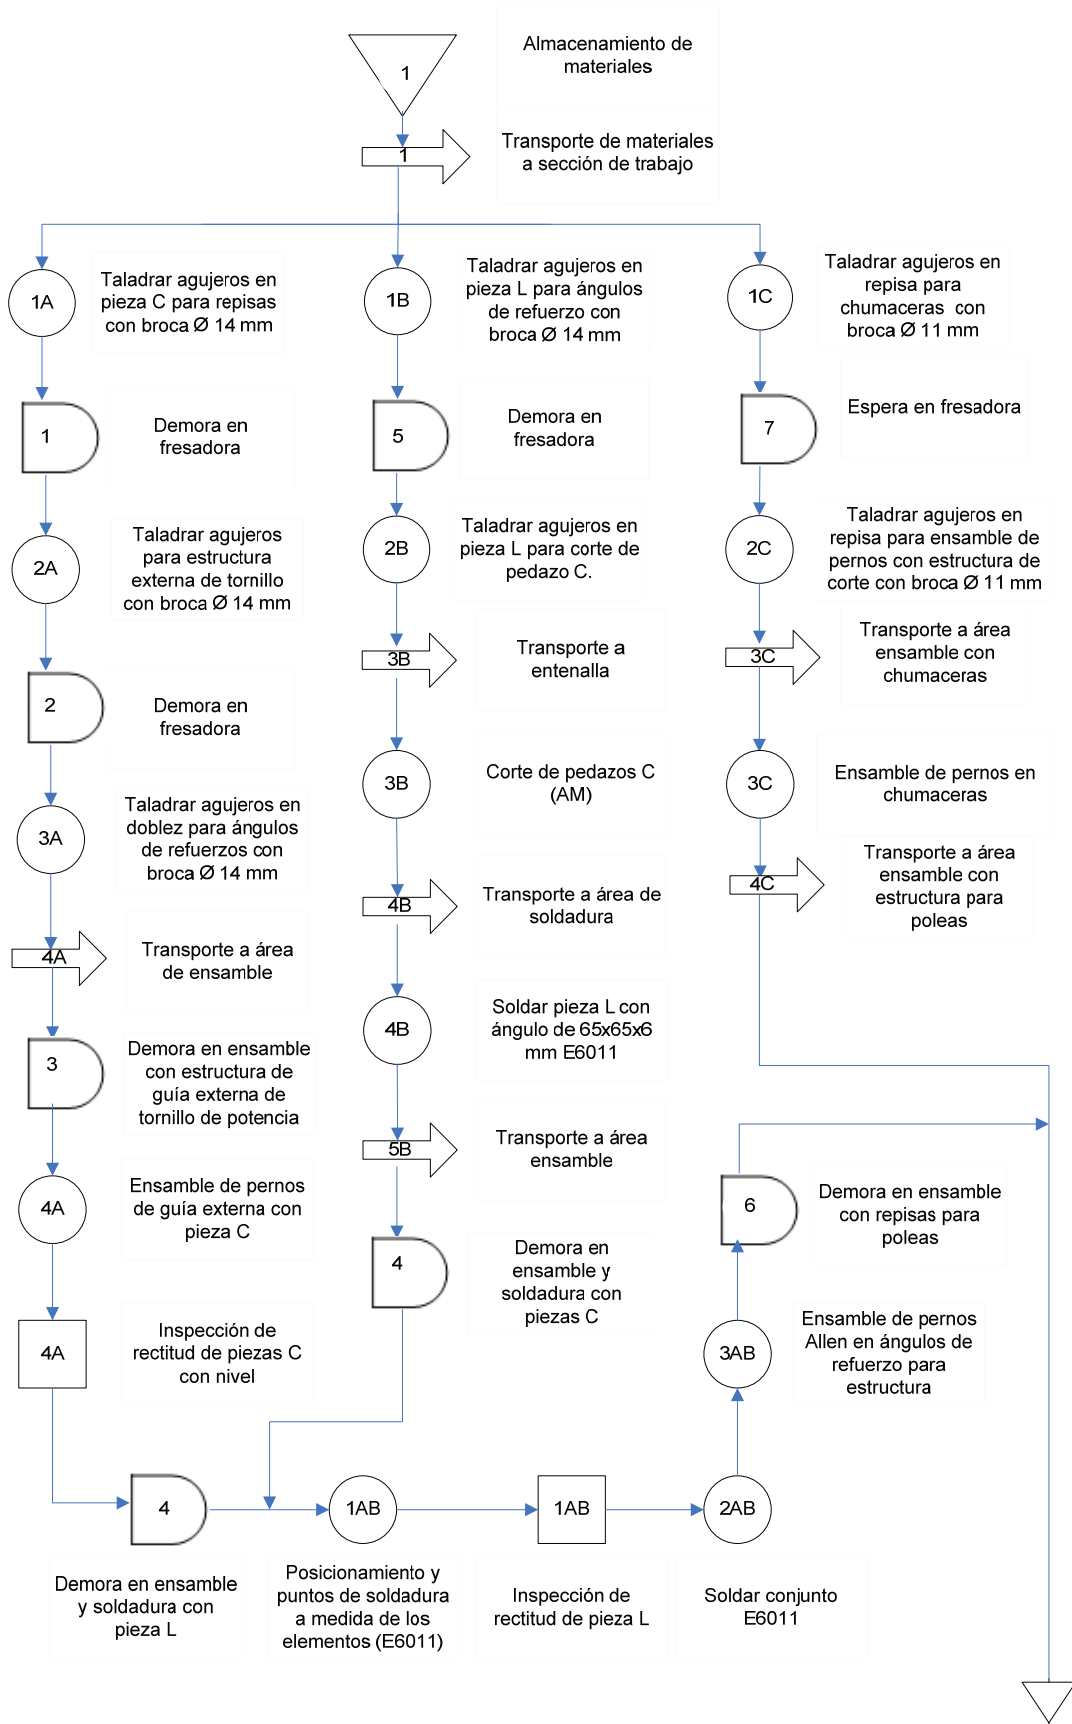 1
Almacenamiento de
materiales
1
Transporte de materiales
a sección de trabajo
1A
Taladrar agujeros en
pieza C para repisas
con broca Ø 14 mm
1
Demora en
fresadora
2A
Taladrar agujeros
para estructura
externa de tornillo
con broca Ø 14 mm
2
Demora en
fresadora
3A
Taladrar agujeros en
doblez para ángulos
de refuerzos con
broca Ø 14 mm
4A
Transporte a área
de ensamble
3
Demora en ensamble
con estructura de
guía externa de
tornillo de potencia
4A
Ensamble de pernos
de guía externa con
pieza C
4A
Inspección de
rectitud de piezas C
con nivel
1B
Taladrar agujeros en
pieza L para ángulos
de refuerzo con
broca Ø 14 mm
5
Demora en
fresadora
2B
Taladrar agujeros en
pieza L para corte de
pedazo C.
3B
Transporte a
entenalla
3B
Corte de pedazos C
(AM)
4B
Transporte a área de
soldadura
4B
Soldar pieza L con
ángulo de 65x65x6
mm E6011
5B
Transporte a área
ensamble
4
Demora en
ensamble y
soldadura con
piezas C
1C
Taladrar agujeros en
repisa para
chumaceras con
broca Ø 11 mm
7
Espera en fresadora
2C
Taladrar agujeros en
repisa para ensamble de
pernos con estructura de
corte con broca Ø 11 mm
3C
Transporte a área
ensamble con
chumaceras
3C
Ensamble de pernos en
chumaceras
4C
Transporte a área
ensamble con
estructura para
poleas
6
Demora en ensamble
con repisas para
poleas
3AB
Ensamble de pernos
Allen en ángulos de
refuerzo para
estructura
4
Demora en ensamble
y soldadura con
pieza L
1AB
Posicionamiento y
puntos de soldadura
a medida de los
elementos (E6011)
1AB
Inspección de
rectitud de pieza L
2AB
Soldar conjunto
E6011